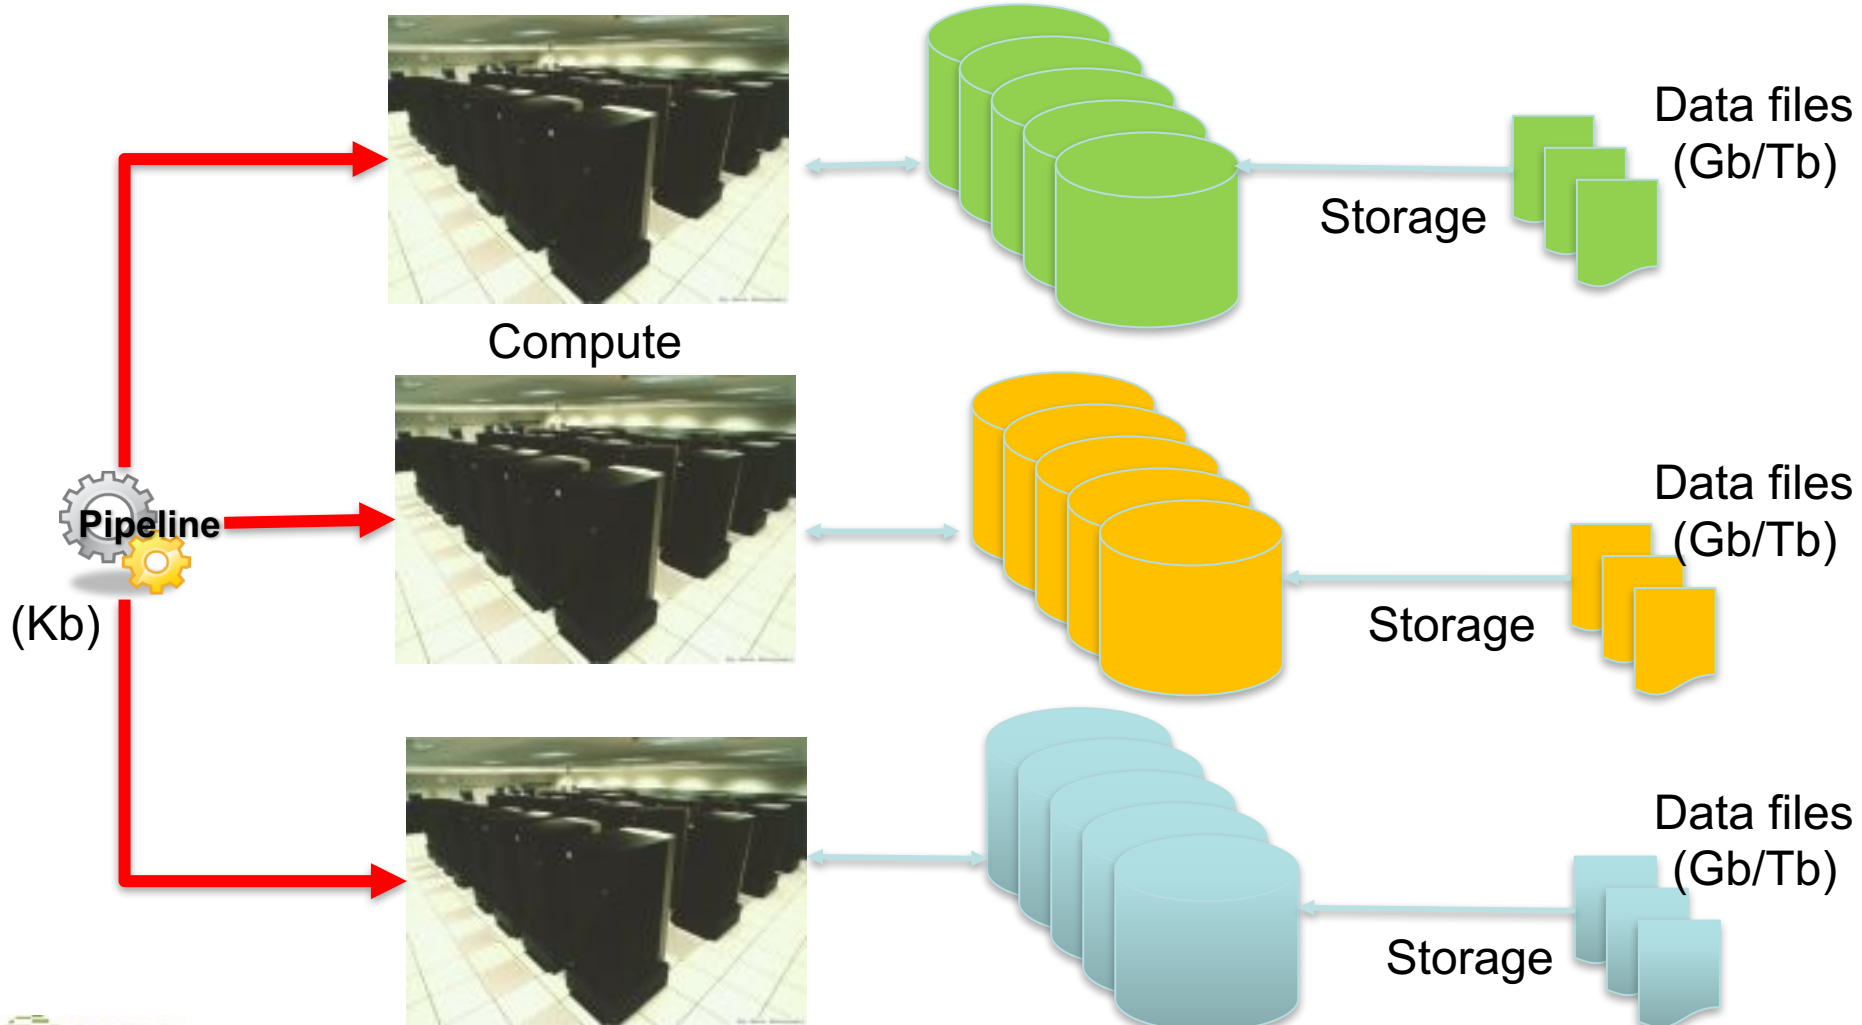 Data files
(Gb/Tb)
Storage
Compute
Pipeline
(Kb)
Data files
(Gb/Tb)
Storage
Data files
(Gb/Tb)
Storage